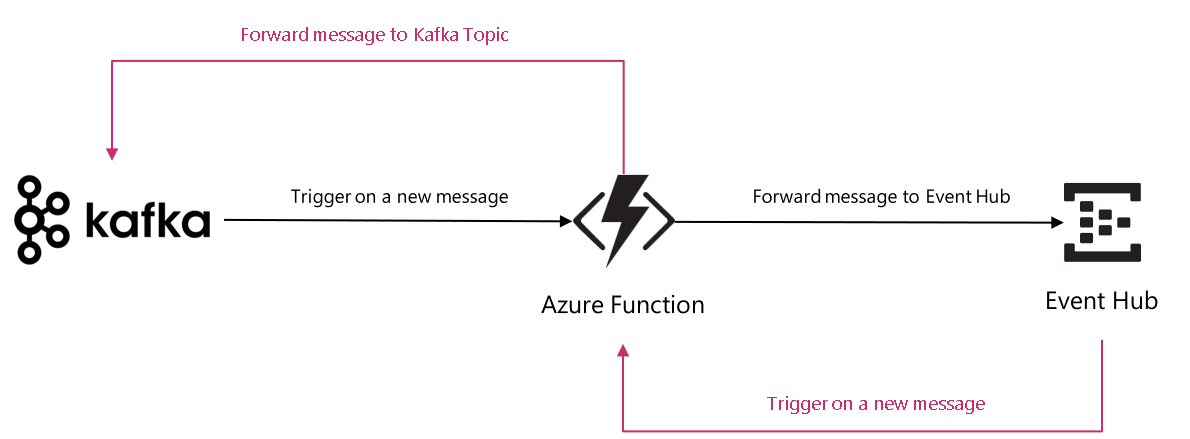 Forward message to Kafka Topic
kafka
Trigger on a new message
Forward message to Event Hub
Azure Function
Event Hub
Trigger on a new message